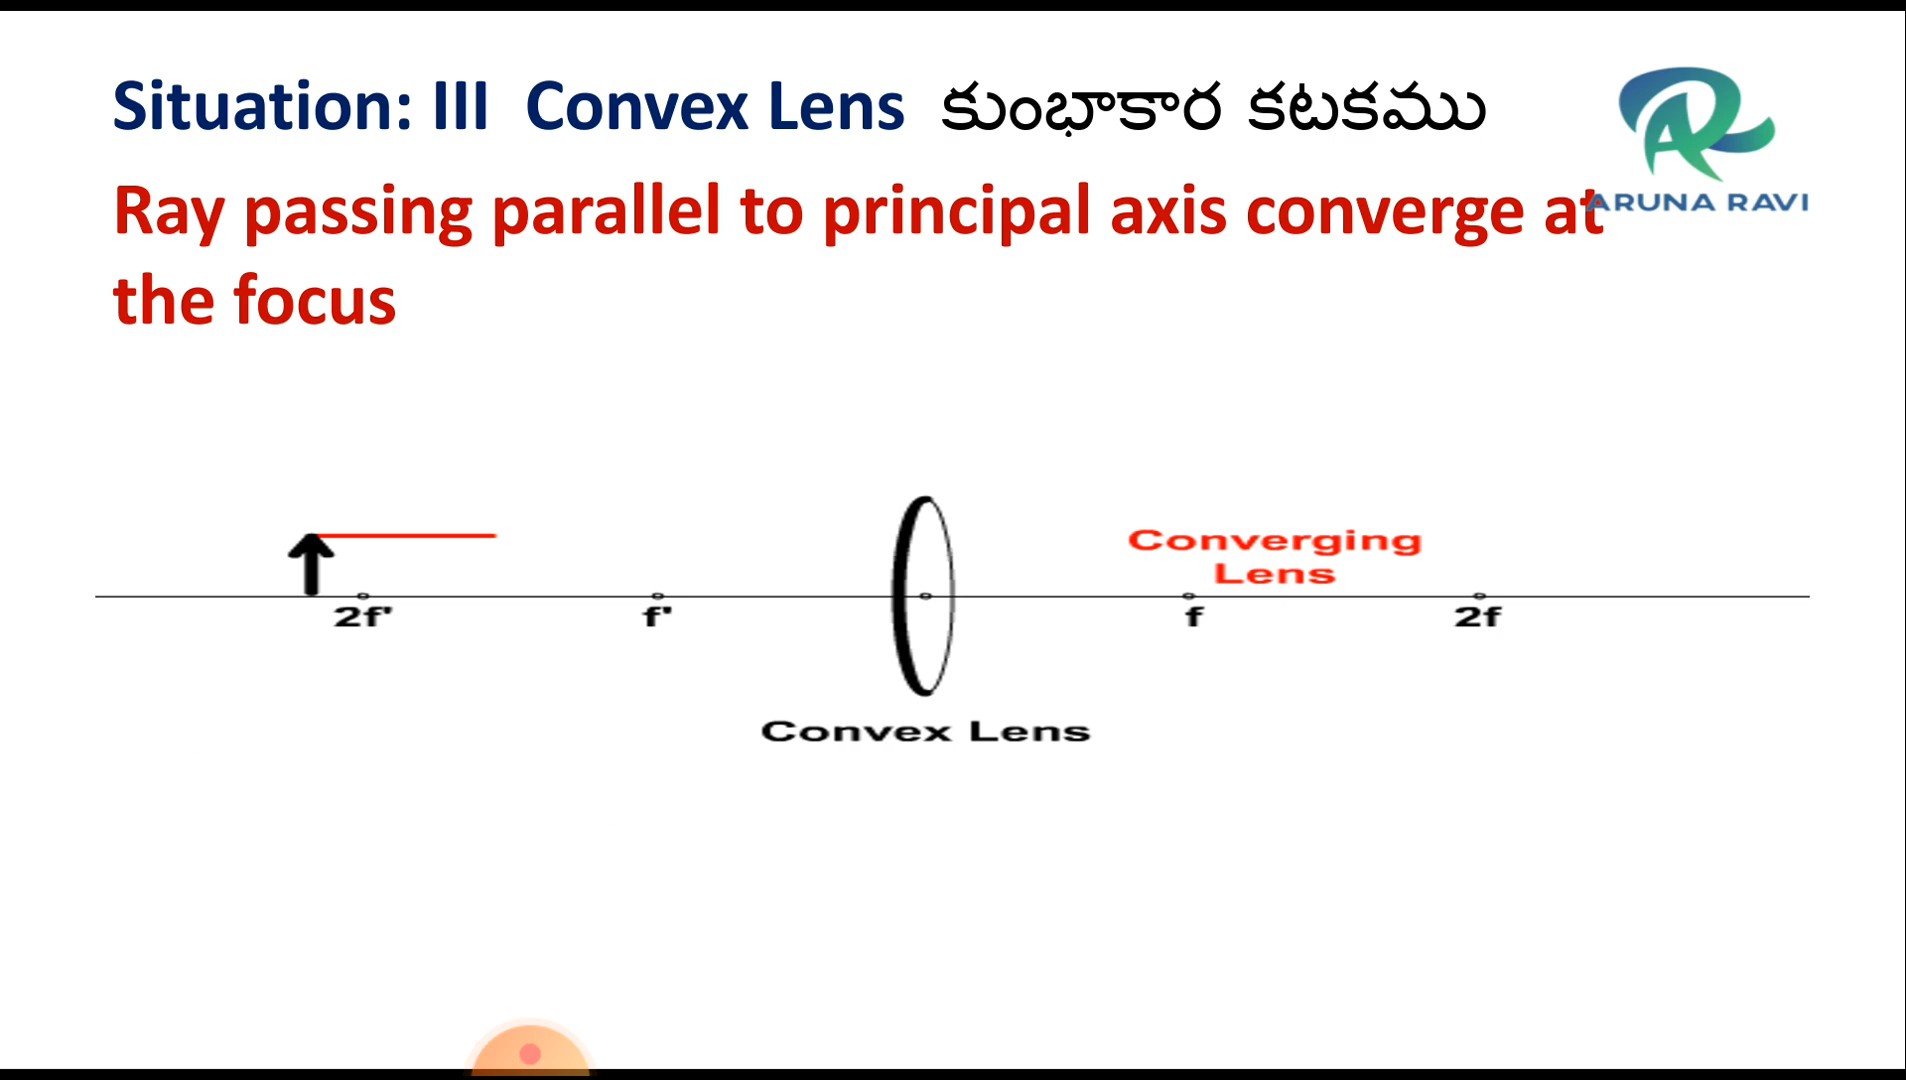 Situation: III Convex Lens కుంభాకార కటకము
Ray passing parallel to principal axis converge at
the focus
ARUNA RAVI
Converging
Lens
2f' f' f 2f
Convex Lens